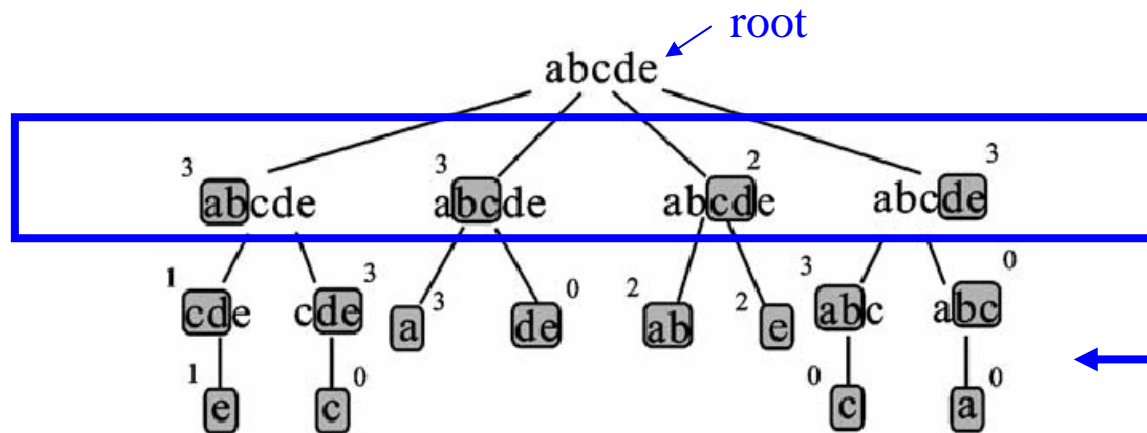 root
abcde
3 3 2 3
abcde abcde abcde abcde
1 3 3 0 2 2 3 0
cde cde a de ab e abc abc
1 0 0 0
e c c a